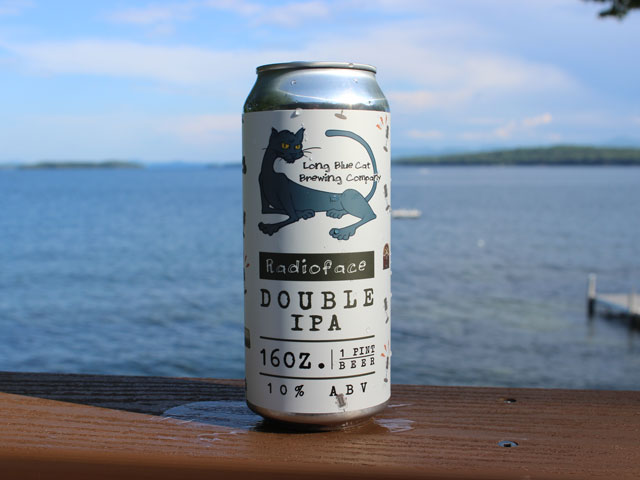 Long Blue Cat
Brewing Company
Radioface
DOUBLE
IPA
16OZ. 1 PINT
BEER
10% ABV